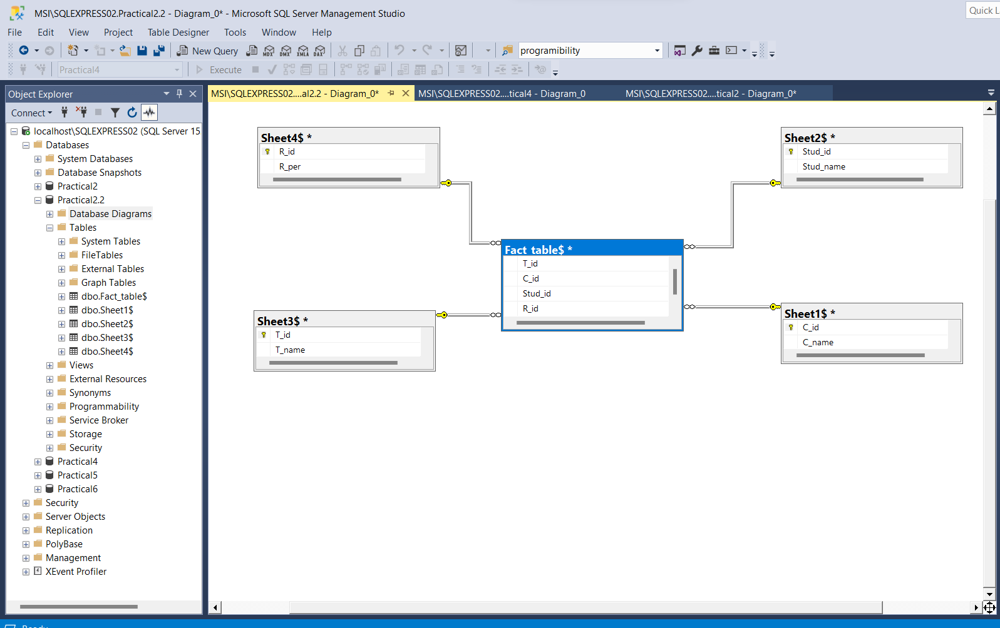 MSI\SQLEXPRESS02.Practical2.2 - Diagram_0* - Microsoft SQL Server Management Studio
Quick L
File Edit View Project Table Designer Tools Window Help
New Query MDX DMX XMLA DAX programibility
Practical4 Execute
Object Explorer
MSI\SQLEXPRESS02....al2.2 - Diagram_0* MSI\SQLEXPRESS02....tical4 - Diagram_0 MSI\SQLEXPRESS02....tical2 - Diagram_0*
Connect
localhost\SQLEXPRESS02 (SQL Server 15
Databases
System Databases
Database Snapshots
Practical2
Practical2.2
Database Diagrams
Tables
System Tables
FileTables
External Tables
Graph Tables
dbo.Fact_table$
dbo.Sheet1$
dbo.Sheet2$
dbo.Sheet3$
dbo.Sheet4$
Views
External Resources
Synonyms
Programmability
Service Broker
Storage
Security
Practical4
Practical5
Practical6
Security
Server Objects
Replication
PolyBase
Management
XEvent Profiler
Sheet4$ *
R_id
R_per
Sheet2$ *
Stud_id
Stud_name
Fact_table$ *
T_id
C_id
Stud_id
R_id
Sheet3$ *
T_id
T_name
Sheet1$ *
C_id
C_name
Ready